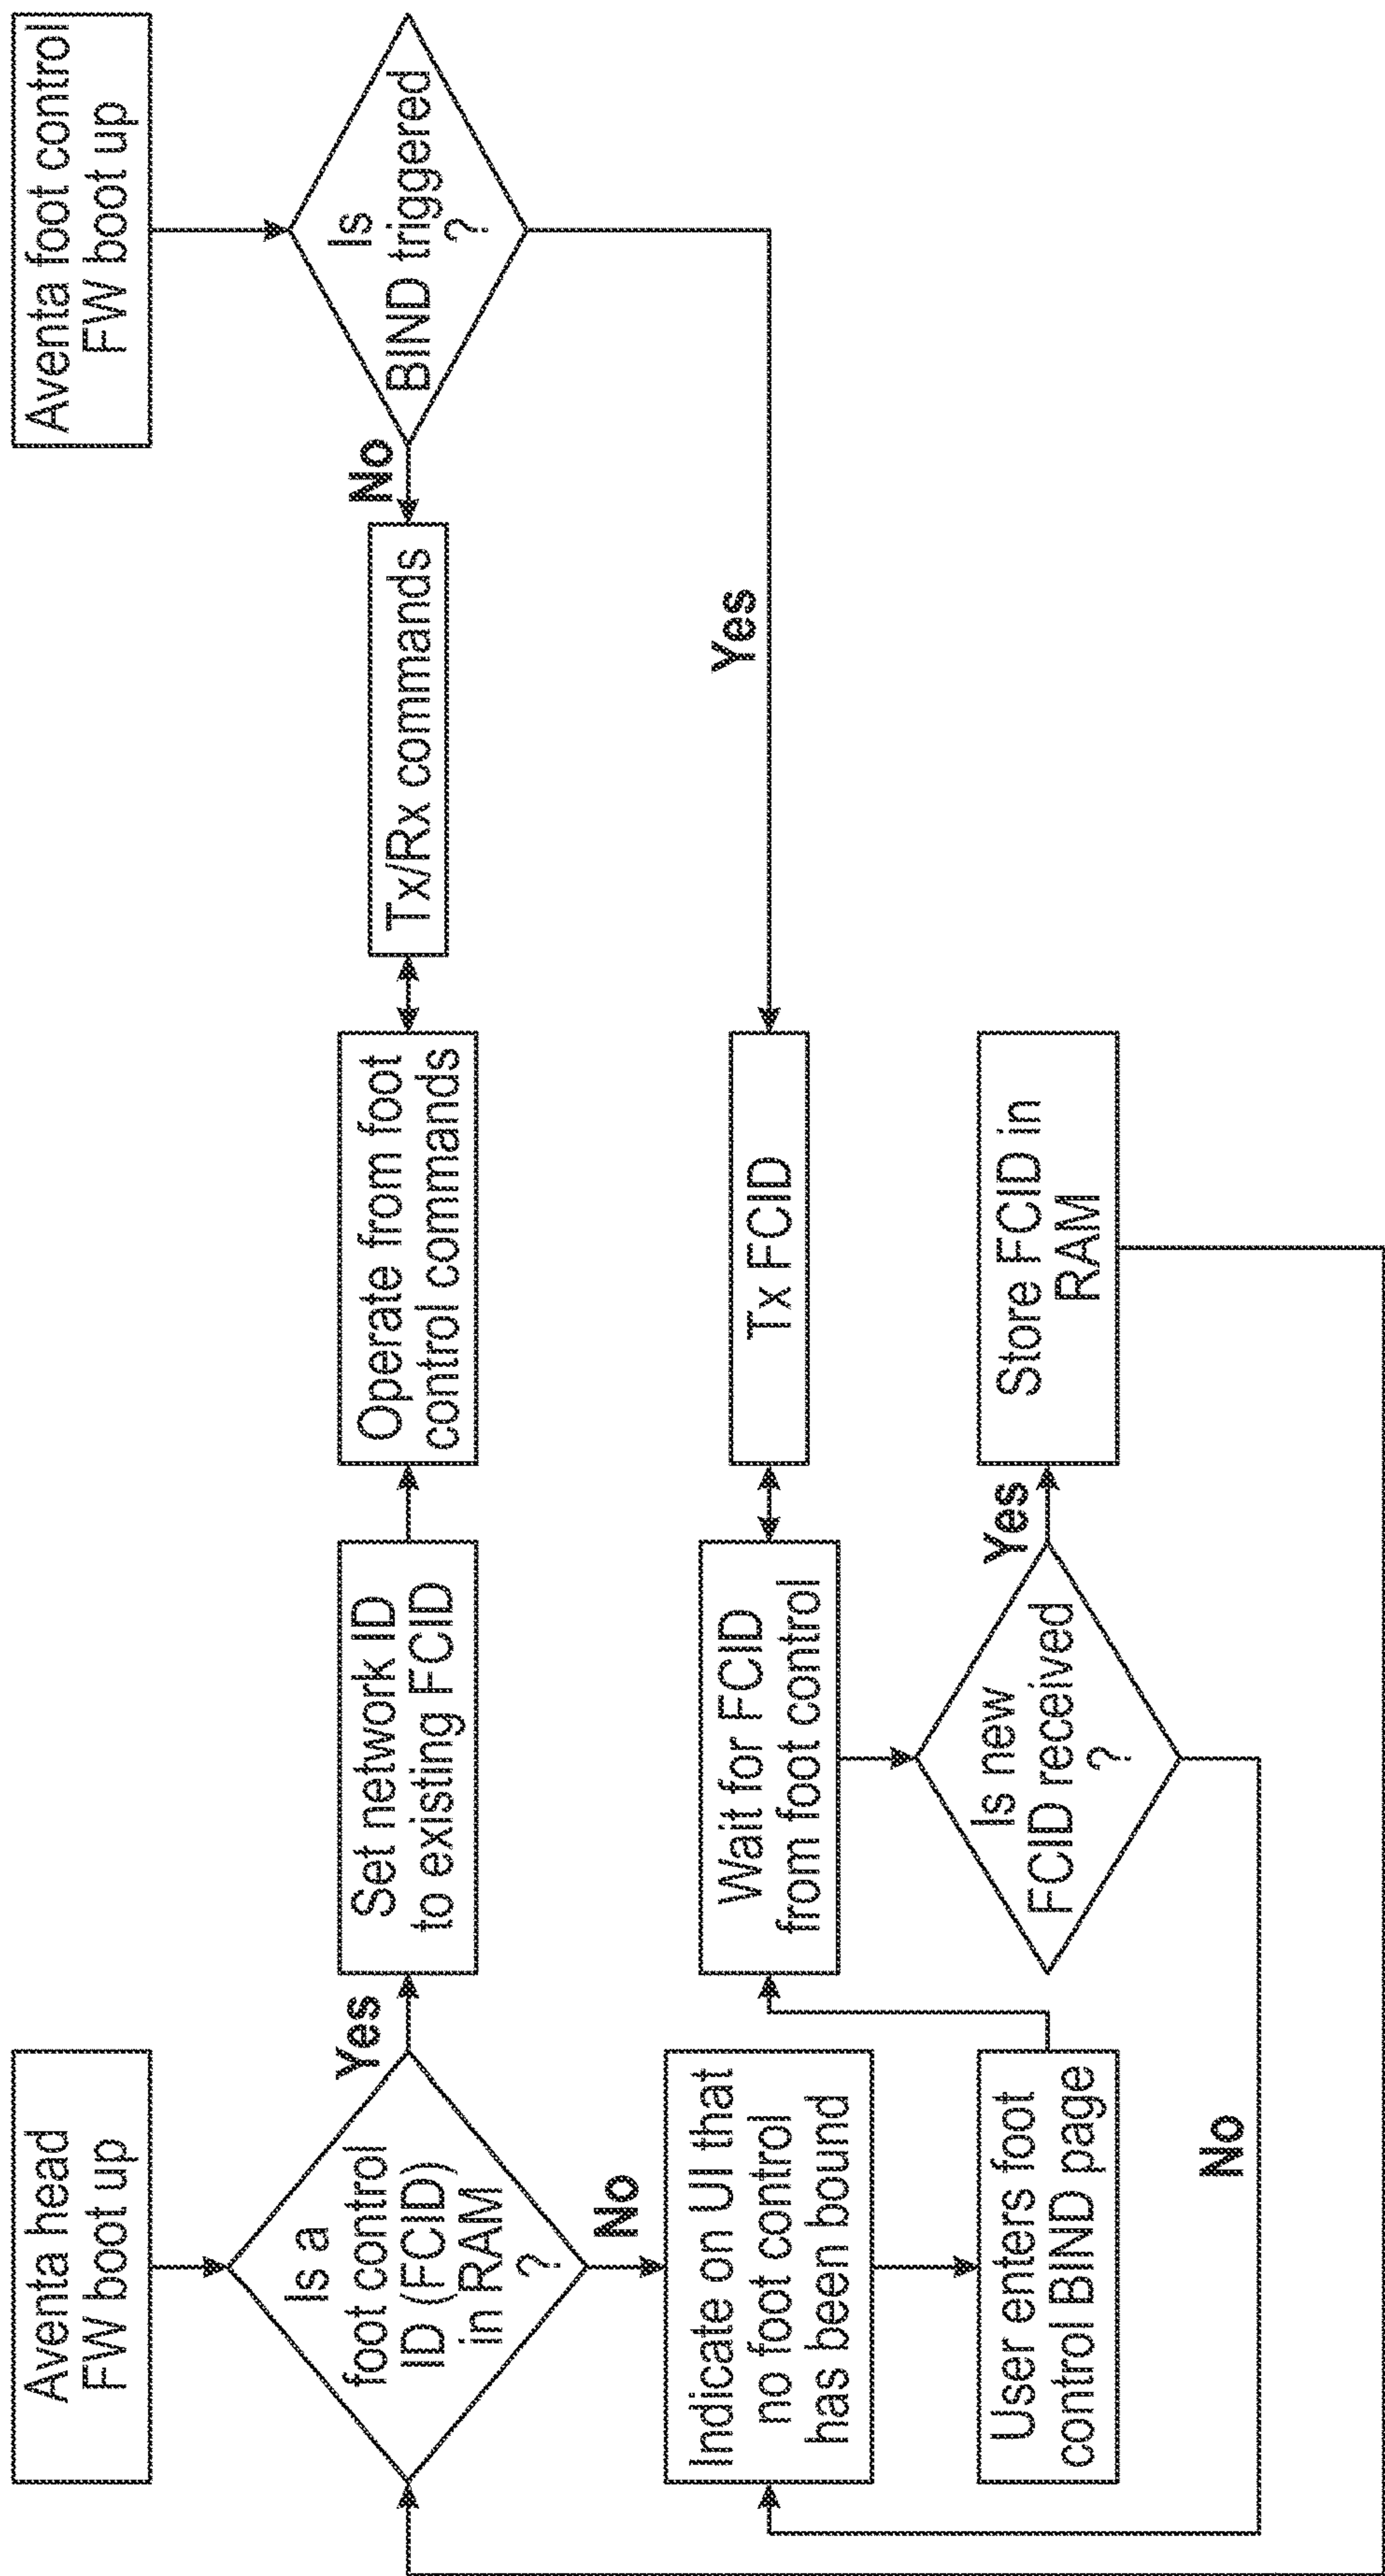 Aventa head
FW boot up
Is a
foot control
ID (FCID)
in RAM
?
Yes
Set network ID
to existing FCID
Operate from foot
control commands
Tx/Rx commands
No
Is
BIND triggered
?
Aventa foot control
FW boot up
No
Indicate on UI that
no foot control
has been bound
User enters foot
control BIND page
Wait for FCID
from foot control
Tx FCID
Yes
Is new
FCID received
?
Yes
Store FCID in
RAM
No